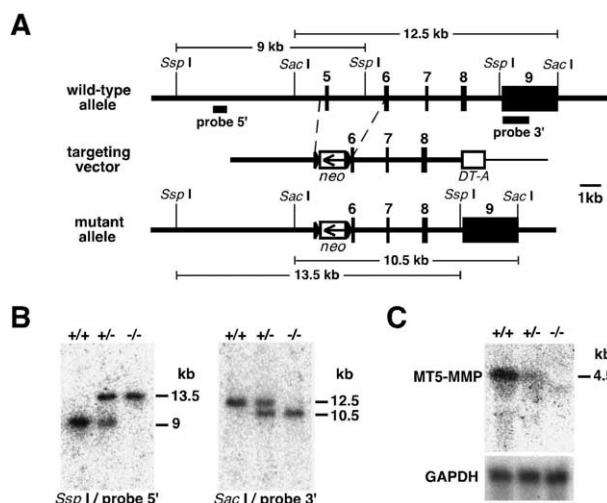 A
9 kb
12.5 kb
Ssp I
Sac I
Ssp I
Ssp I
Sac I
5
6
7
8
9
wild-type allele
probe 5'
probe 3'
targeting vector
6
7
8
neo
DT-A
1kb
Ssp I
Sac I
Ssp I
Sac I
6
7
8
9
mutant allele
neo
10.5 kb
13.5 kb
B
+/+ +/- -/-
kb
13.5
9
Ssp I / probe 5'
+/+ +/- -/-
kb
12.5
10.5
Sac I / probe 3'
C
+/+ +/- -/-
kb
MT5-MMP
4.5
GAPDH